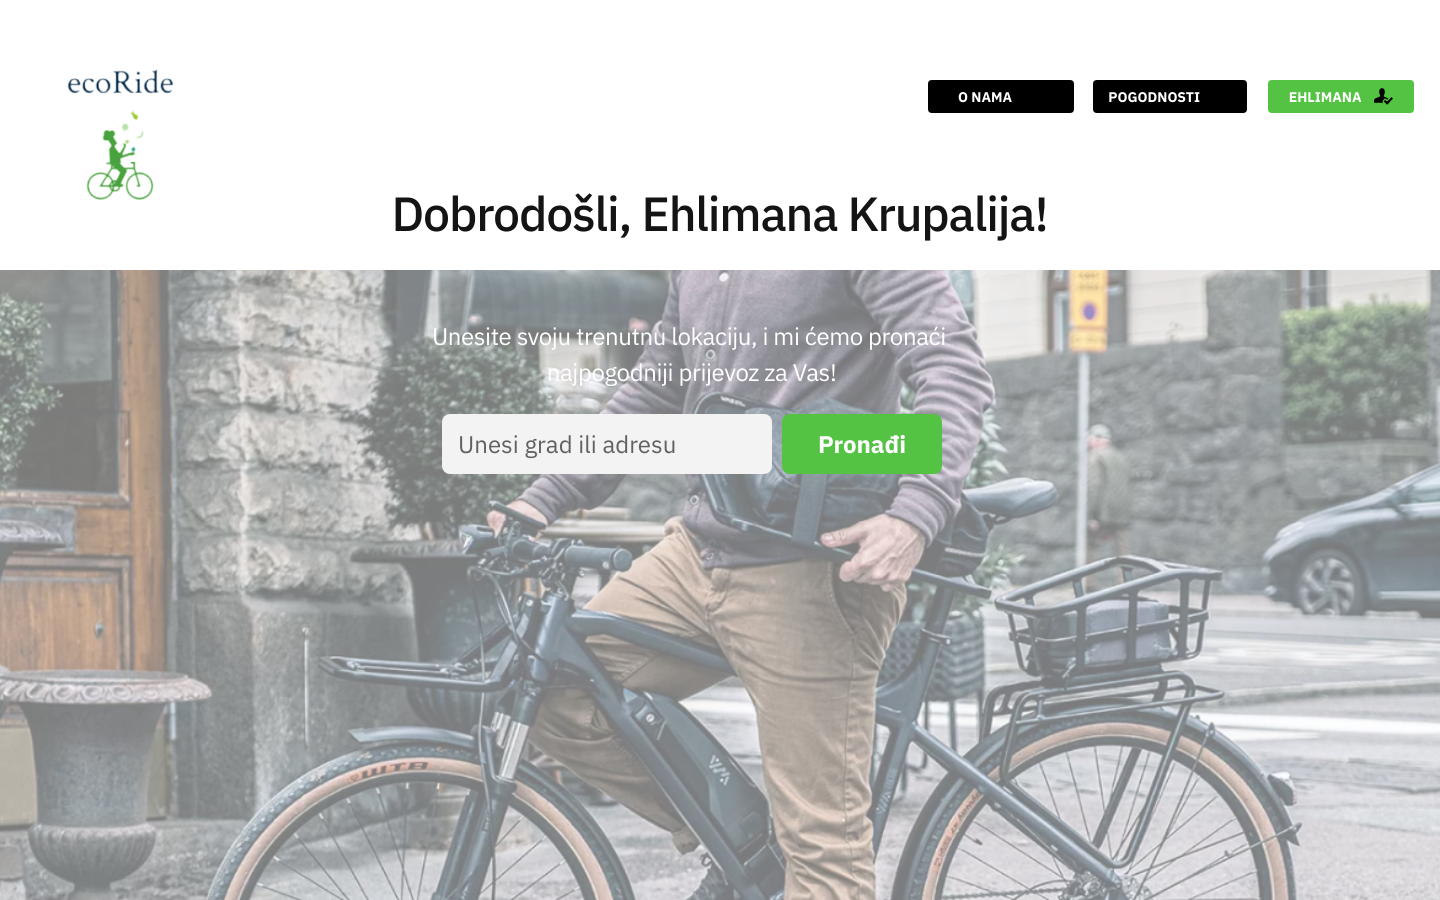 ecoRide
O NAMA
POGODNOSTI
EHLIMANA
Dobrodošli, Ehlimana Krupalija!
Unesite svoju trenutnu lokaciju, i mi ćemo pronaći
najpogodniji prijevoz za Vas!
Unesi grad ili adresu
Pronađi
WTB